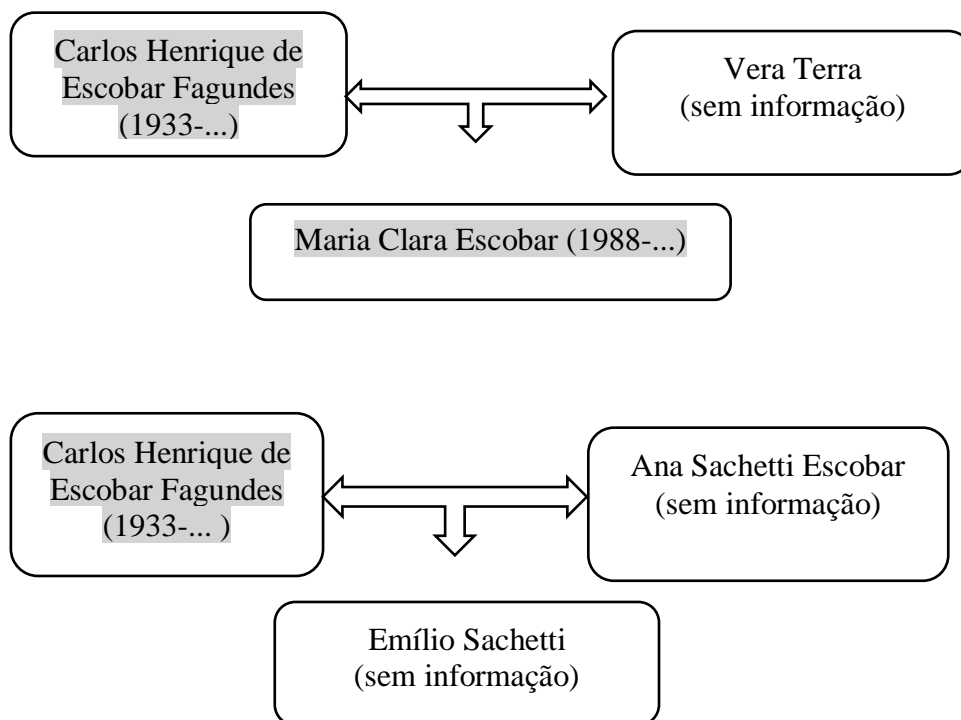 Carlos Henrique de
Escobar Fagundes
(1933-...)
Vera Terra
(sem informação)
Maria Clara Escobar (1988-...)
Carlos Henrique de
Escobar Fagundes
(1933-... )
Ana Sachetti Escobar
(sem informação)
Emílio Sachetti
(sem informação)